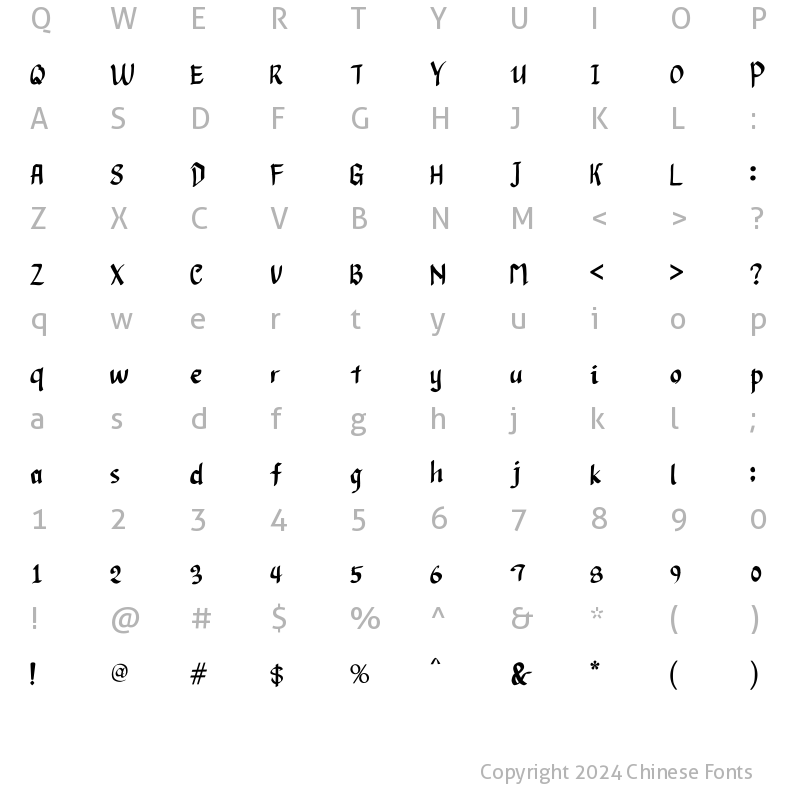 Q W E R T Y U I O P
Q W E R T Y U I O P
A S D F G H J K L :
A S D F G H J K L :
Z X C V B N M < > ?
Z X C V B N M < > ?
q w e r t y u i o p
q w e r t y u i o p
a s d f g h j k l ;
a s d f g h j k l :
1 2 3 4 5 6 7 8 9 0
1 2 3 4 5 6 7 8 9 0
! @ # $ % ^ & * ( )
! @ # $ % ^ & * ( )
Copyright 2024 Chinese Fonts